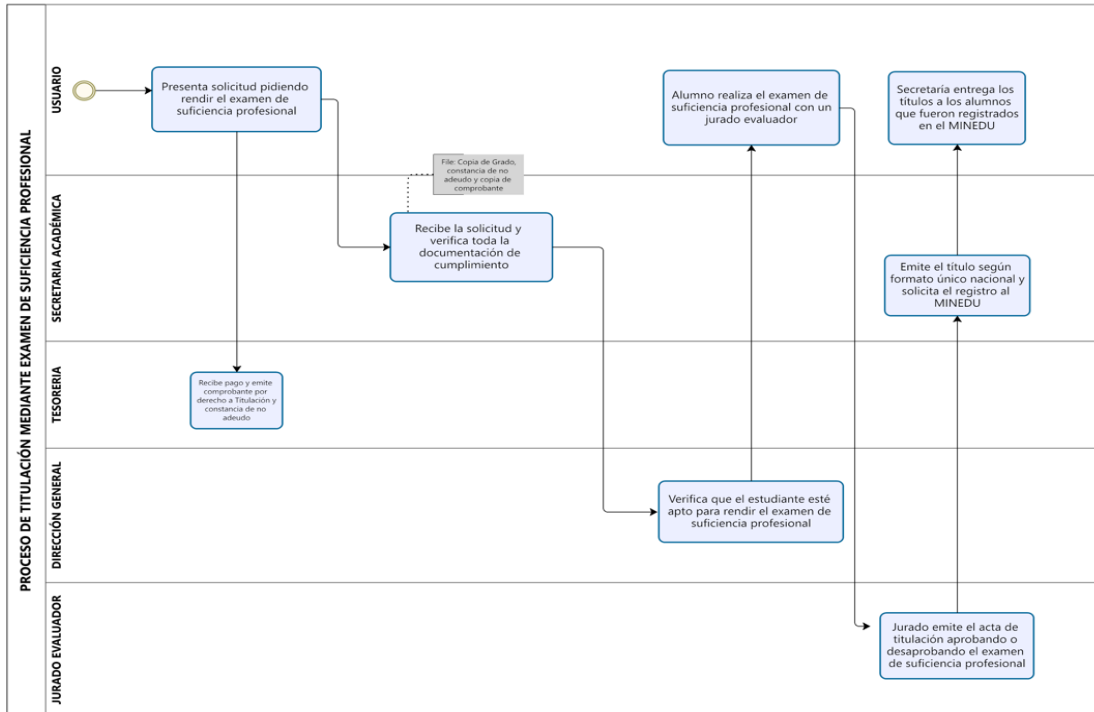 PROCESO DE TITULACIÓN MEDIANTE EXAMEN DE SUFICIENCIA PROFESIONAL
USUARIO
Presenta solicitud pidiendo
rendir el examen de
suficiencia profesional
Alumno realiza el examen de
suficiencia profesional con un
jurado evaluador
Secretaría entrega los
títulos a los alumnos
que fueron registrados
en el MINEDU
File: Copia de Grado,
constancia de no
adeudo y copia de
comprobante
SECRETARIA ACADÉMICA
Recibe la solicitud y
verifica toda la
documentación de
cumplimiento
Emite el título según
formato único nacional y
solicita el registro al
MINEDU
TESORERIA
Recibe pago y emite
comprobante por
derecho a Titulación y
constancia de no
adeudo
DIRECCIÓN GENERAL
Verifica que el estudiante esté
apto para rendir el examen de
suficiencia profesional
JURADO EVALUADOR
Jurado emite el acta de
titulación aprobando o
desaprobando el examen
de suficiencia profesional